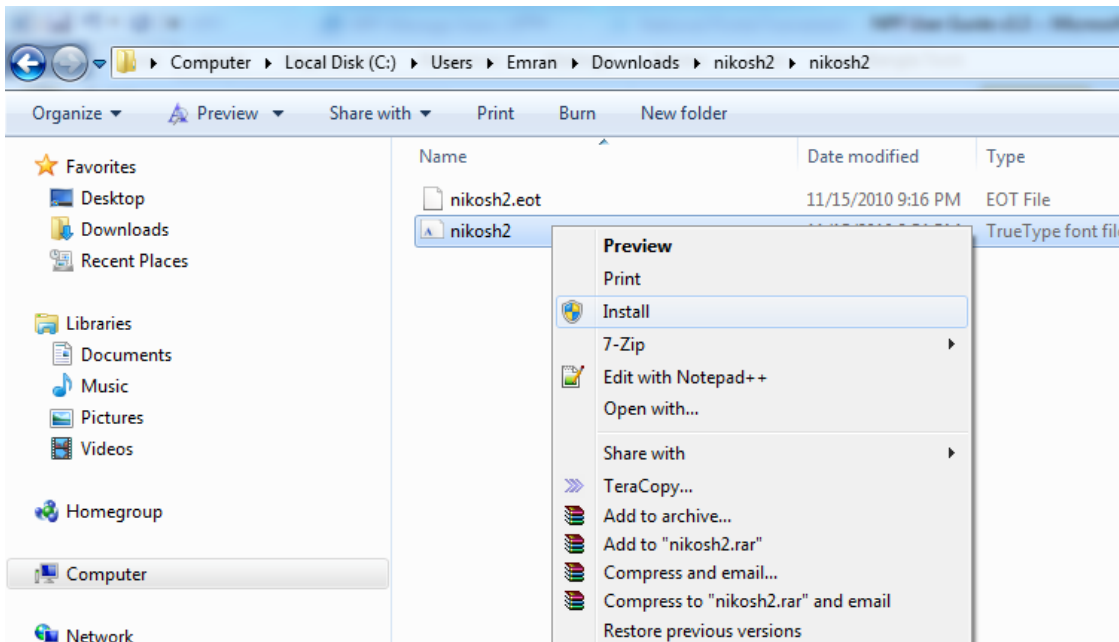 Computer Local Disk (C:) Users Emran Downloads nikosh2 nikosh2
Organize Preview Share with Print Burn New folder
Name Date modified Type
Favorites
Desktop
Downloads
Recent Places
Libraries
Documents
Music
Pictures
Videos
Homegroup
Computer
Network
nikosh2.eot 11/15/2010 9:16 PM EOT File
nikosh2 TrueType font fil
Preview
Print
Install
7-Zip
Edit with Notepad++
Open with...
Share with
TeraCopy...
Add to archive...
Add to "nikosh2.rar"
Compress and email...
Compress to "nikosh2.rar" and email
Restore previous versions